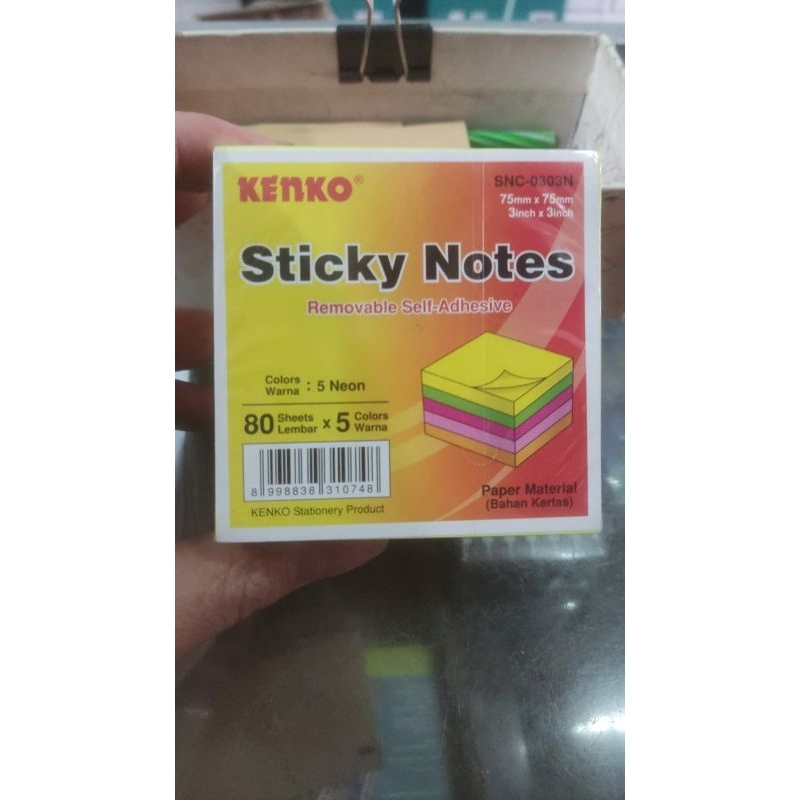 KENKO®
SNC-0303N
75mm x 75mm
3inch x 3inch
Sticky Notes
Removable Self-Adhesive
Colors
Warna : 5 Neon
80 Sheets
Lembar x 5 Colors
Warna
8 998838 310748
KENKO Stationery Product
Paper Material
(Bahan Kertas)